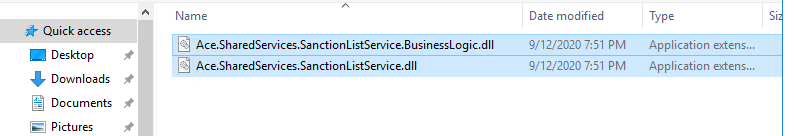 Name Date modified Type Siz
Quick access
Ace.SharedServices.SanctionListService.BusinessLogic.dll 9/12/2020 7:51 PM Application extens...
Desktop
Ace.SharedServices.SanctionListService.dll 9/12/2020 7:51 PM Application extens...
Downloads
Documents
Pictures